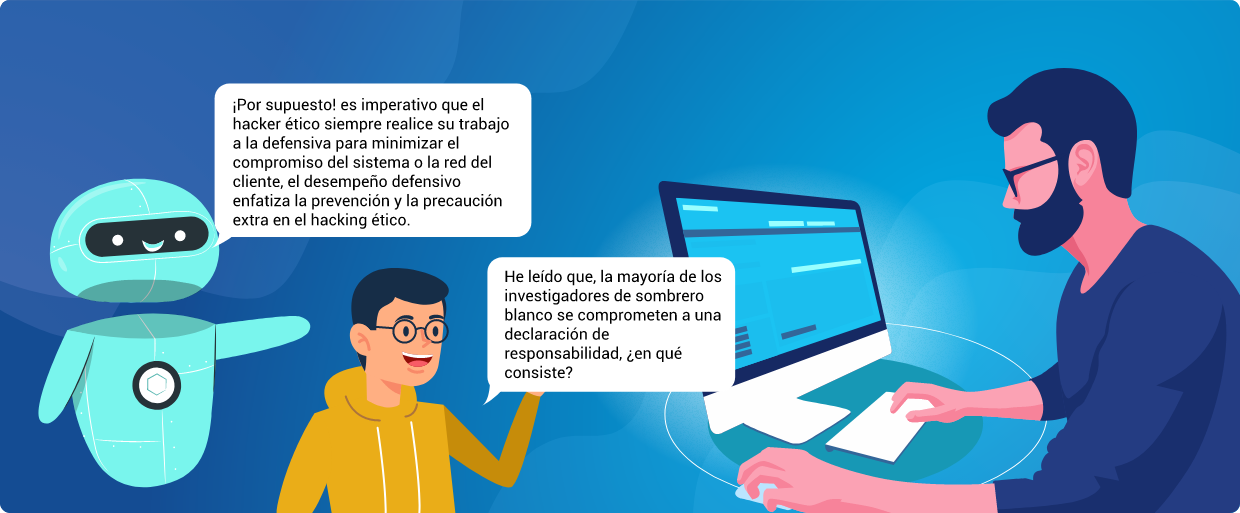 ¡Por supuesto! es imperativo que el
hacker ético siempre realice su trabajo
a la defensiva para minimizar el
compromiso del sistema o la red del
cliente, el desempeño defensivo
enfatiza la prevención y la precaución
extra en el hacking ético.
He leído que, la mayoría de los
investigadores de sombrero
blanco se comprometen a una
declaración de
responsabilidad, ¿en qué
consiste?